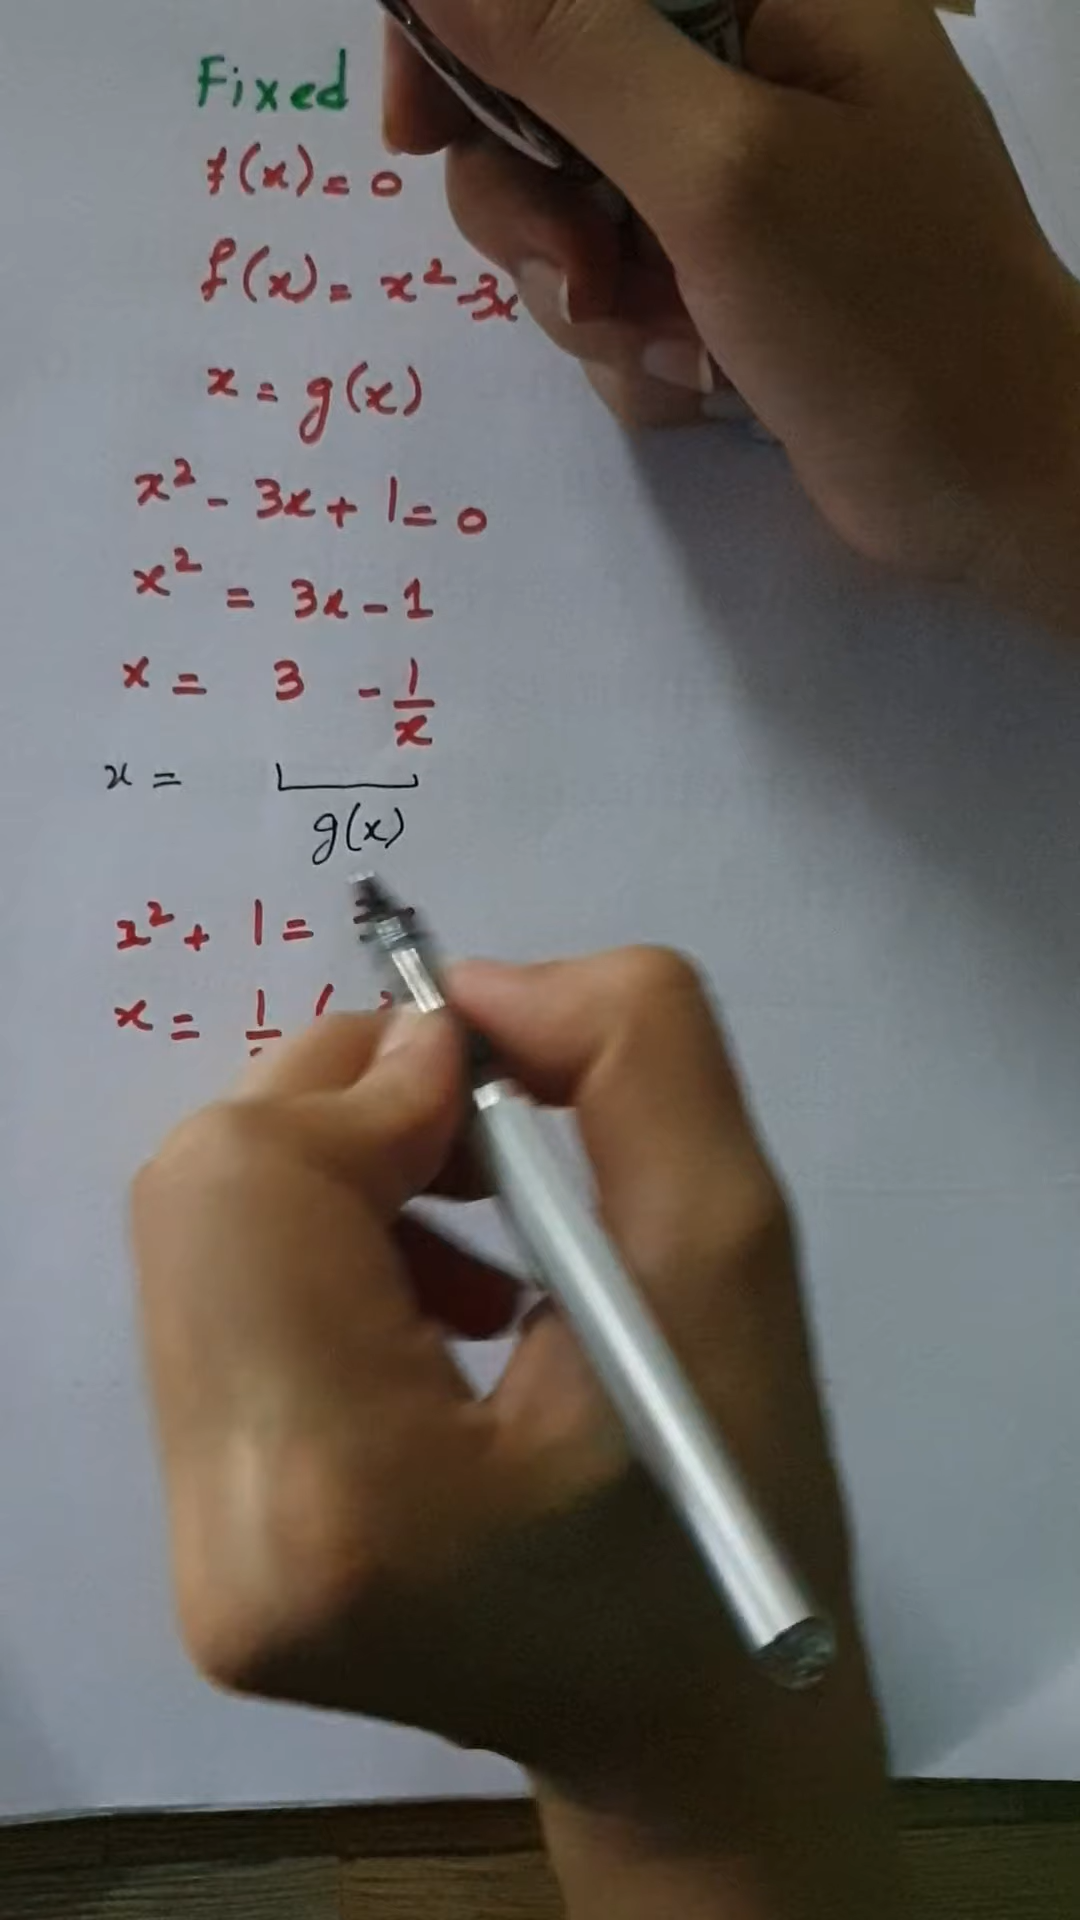 Fixed
f(x) = 0
f(x) = x² - 3x
x = g(x)
x² - 3x + 1 = 0
x² = 3x - 1
x = 3 - 1/x
x =
g(x)
x² + 1 =
x =